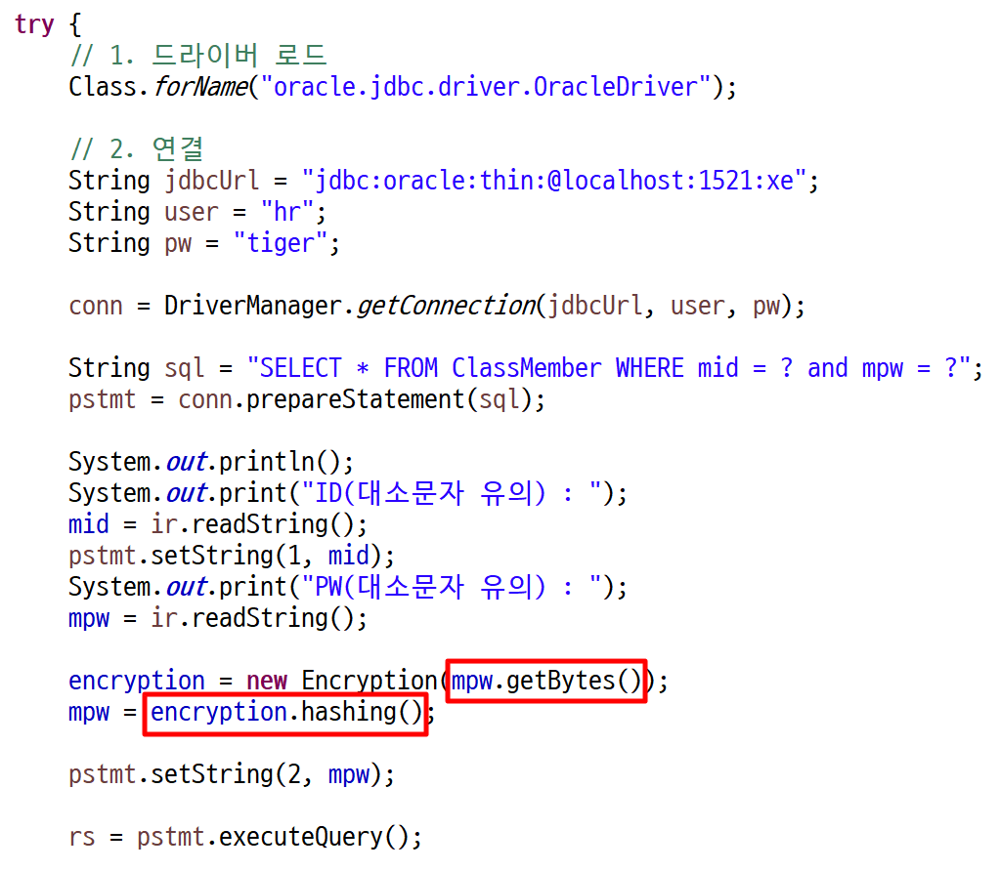 try {
// 1. 드라이버 로드
Class.forName("oracle.jdbc.driver.OracleDriver");
// 2. 연결
String jdbcUrl = "jdbc:oracle:thin:@localhost:1521:xe";
String user = "hr";
String pw = "tiger";
conn = DriverManager.getConnection(jdbcUrl, user, pw);
String sql = "SELECT * FROM ClassMember WHERE mid = ? and mpw = ?";
pstmt = conn.prepareStatement(sql);
System.out.println();
System.out.print("ID(대소문자 유의) : ");
mid = ir.readString();
pstmt.setString(1, mid);
System.out.print("PW(대소문자 유의) : ");
mpw = ir.readString();
encryption = new Encryption(mpw.getBytes());
mpw = encryption.hashing();
pstmt.setString(2, mpw);
rs = pstmt.executeQuery();